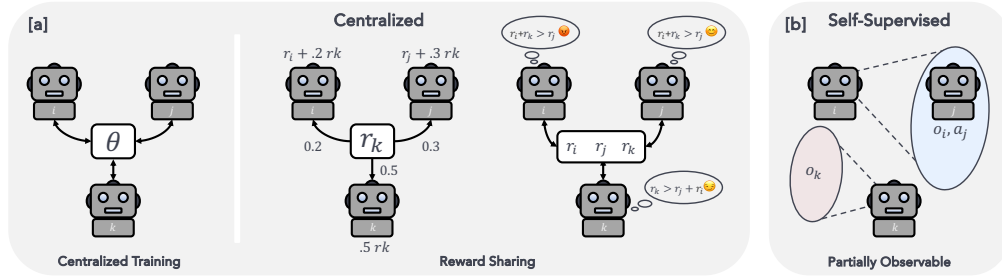 [a]
Centralized
i
j
θ
k
Centralized Training
r_i + .2 rk
r_j + .3 rk
i
j
r_k
0.2
0.3
0.5
k
.5 rk
r_i+r_k > r_j 😡
r_i+r_k > r_j 😊
i
j
r_i r_j r_k
r_k > r_j + r_i 😏
k
Reward Sharing
[b]
Self-Supervised
i
j
o_i, a_j
o_k
k
Partially Observable